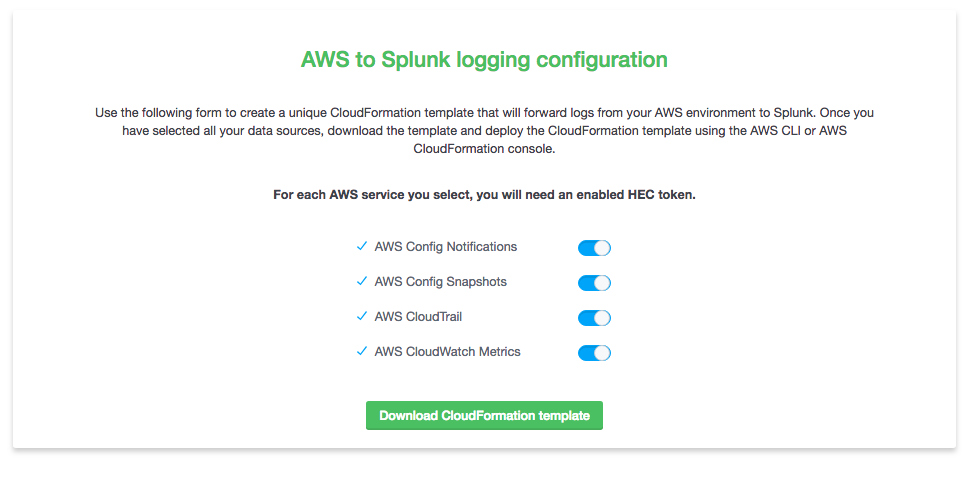 AWS to Splunk logging configuration
Use the following form to create a unique CloudFormation template that will forward logs from your AWS environment to Splunk. Once you
have selected all your data sources, download the template and deploy the CloudFormation template using the AWS CLI or AWS
CloudFormation console.
For each AWS service you select, you will need an enabled HEC token.
AWS Config Notifications
AWS Config Snapshots
AWS CloudTrail
AWS CloudWatch Metrics
Download CloudFormation template